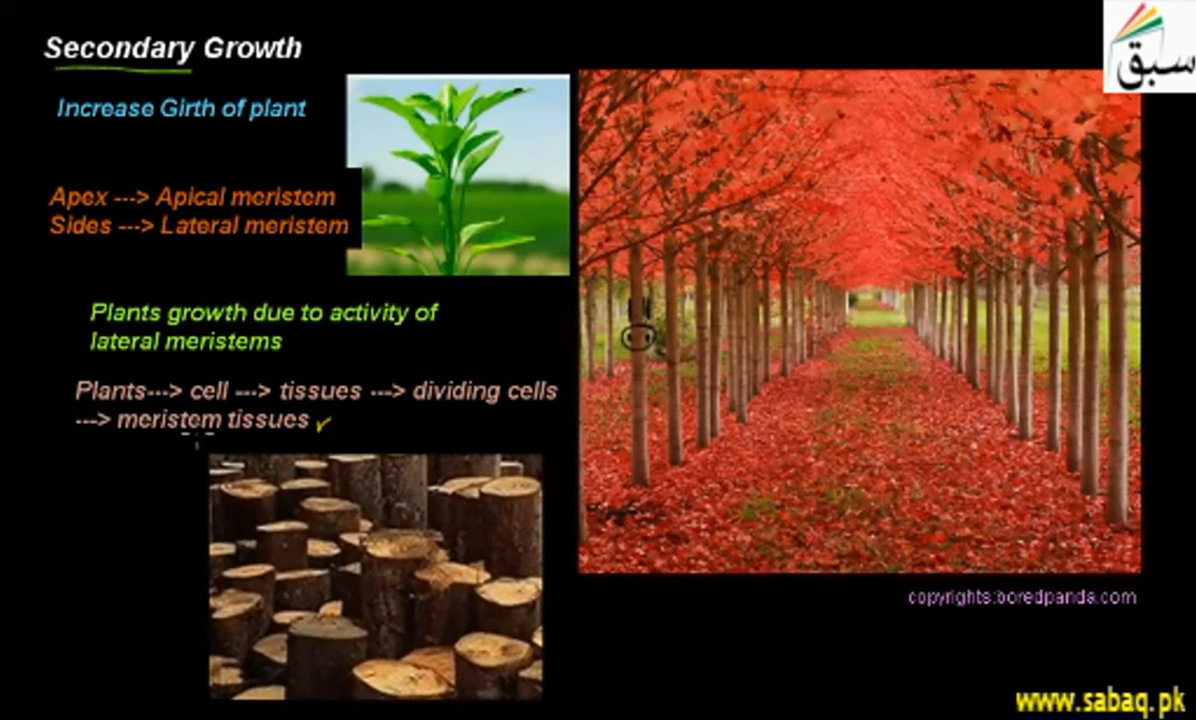 Secondary Growth
سبق
Increase Girth of plant
Apex ---> Apical meristem
Sides ---> Lateral meristem
Plants growth due to activity of
lateral meristems
Plants---> cell ---> tissues ---> dividing cells
---> meristem tissues
copyrights:boredpanda.com
www.sabaq.pk